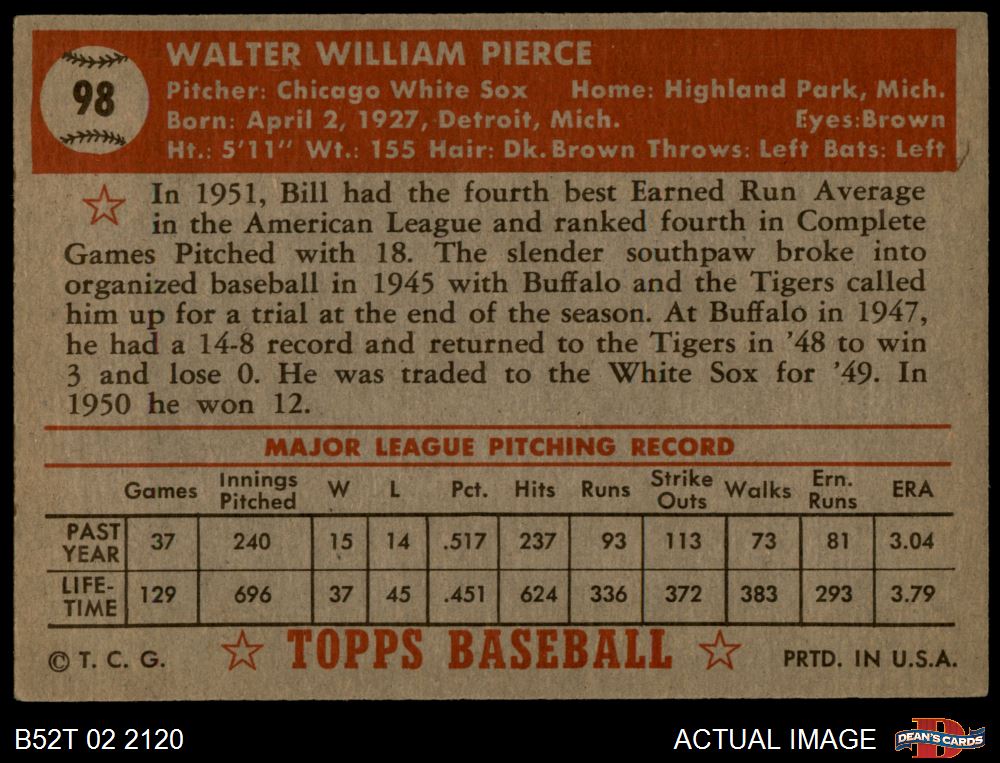 98
WALTER WILLIAM PIERCE
Pitcher: Chicago White Sox Home: Highland Park, Mich.
Born: April 2, 1927, Detroit, Mich. Eyes:Brown
Ht.: 5'11" Wt.: 155 Hair: Dk. Brown Throws: Left Bats: Left
In 1951, Bill had the fourth best Earned Run Average
in the American League and ranked fourth in Complete
Games Pitched with 18. The slender southpaw broke into
organized baseball in 1945 with Buffalo and the Tigers called
him up for a trial at the end of the season. At Buffalo in 1947,
he had a 14-8 record and returned to the Tigers in '48 to win
3 and lose 0. He was traded to the White Sox for '49. In
1950 he won 12.
MAJOR LEAGUE PITCHING RECORD
Games Innings Pitched W L Pct. Hits Runs Strike Outs Walks Ern. Runs ERA
PAST YEAR 37 240 15 14 .517 237 93 113 73 81 3.04
LIFE-TIME 129 696 37 45 .451 624 336 372 383 293 3.79
© T. C. G. TOPPS BASEBALL PRTD. IN U.S.A.
B52T 02 2120 ACTUAL IMAGE DEAN'S CARDS